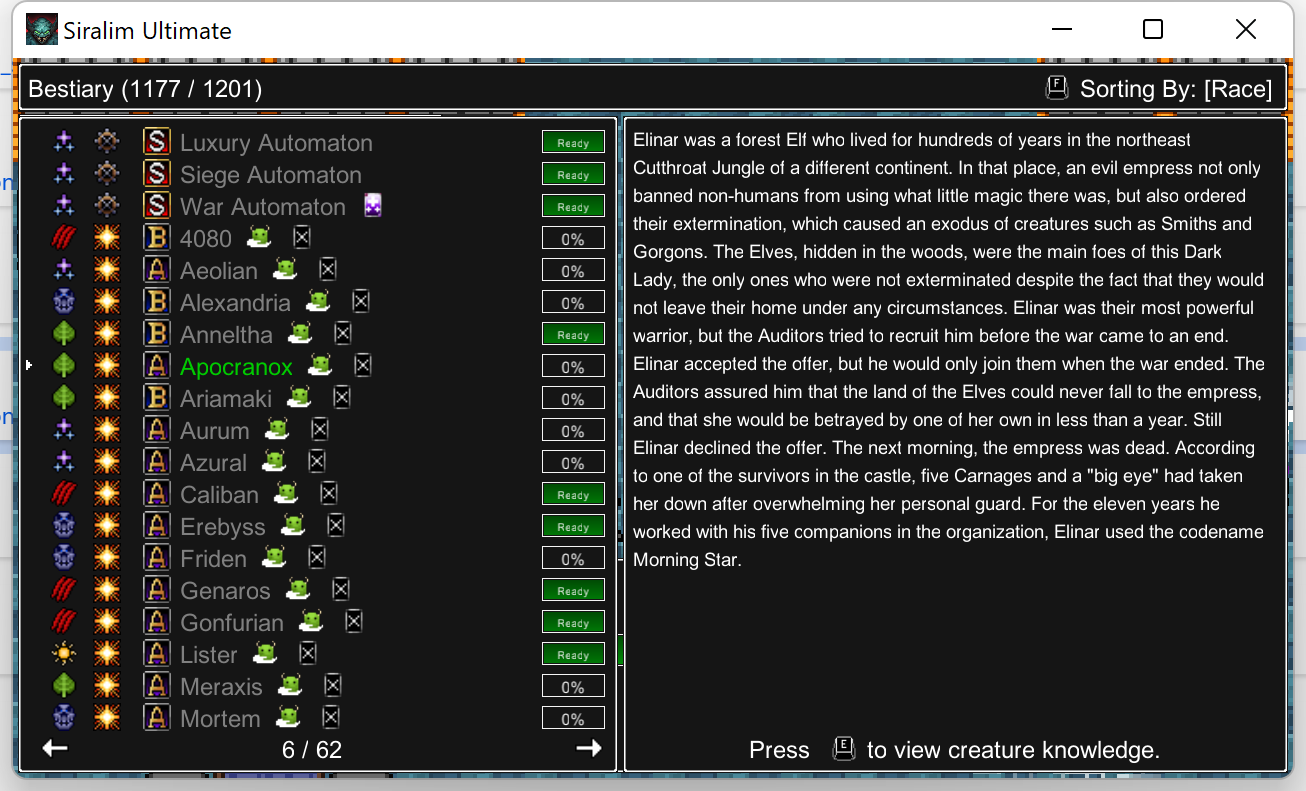 Siralim Ultimate
Bestiary (1177 / 1201)
F Sorting By: [Race]
S Luxury Automaton Ready
S Siege Automaton Ready
S War Automaton Ready
B 4080 0%
A Aeolian 0%
B Alexandria 0%
B Anneltha Ready
A Apocranox 0%
B Ariamaki 0%
A Aurum 0%
A Azural 0%
A Caliban Ready
A Erebyss Ready
A Friden 0%
A Genaros Ready
A Gonfurian Ready
A Lister Ready
A Meraxis 0%
A Mortem 0%
6 / 62
Elinar was a forest Elf who lived for hundreds of years in the northeast
Cutthroat Jungle of a different continent. In that place, an evil empress not only
banned non-humans from using what little magic there was, but also ordered
their extermination, which caused an exodus of creatures such as Smiths and
Gorgons. The Elves, hidden in the woods, were the main foes of this Dark
Lady, the only ones who were not exterminated despite the fact that they would
not leave their home under any circumstances. Elinar was their most powerful
warrior, but the Auditors tried to recruit him before the war came to an end.
Elinar accepted the offer, but he would only join them when the war ended. The
Auditors assured him that the land of the Elves could never fall to the empress,
and that she would be betrayed by one of her own in less than a year. Still
Elinar declined the offer. The next morning, the empress was dead. According
to one of the survivors in the castle, five Carnages and a "big eye" had taken
her down after overwhelming her personal guard. For the eleven years he
worked with his five companions in the organization, Elinar used the codename
Morning Star.
Press E to view creature knowledge.